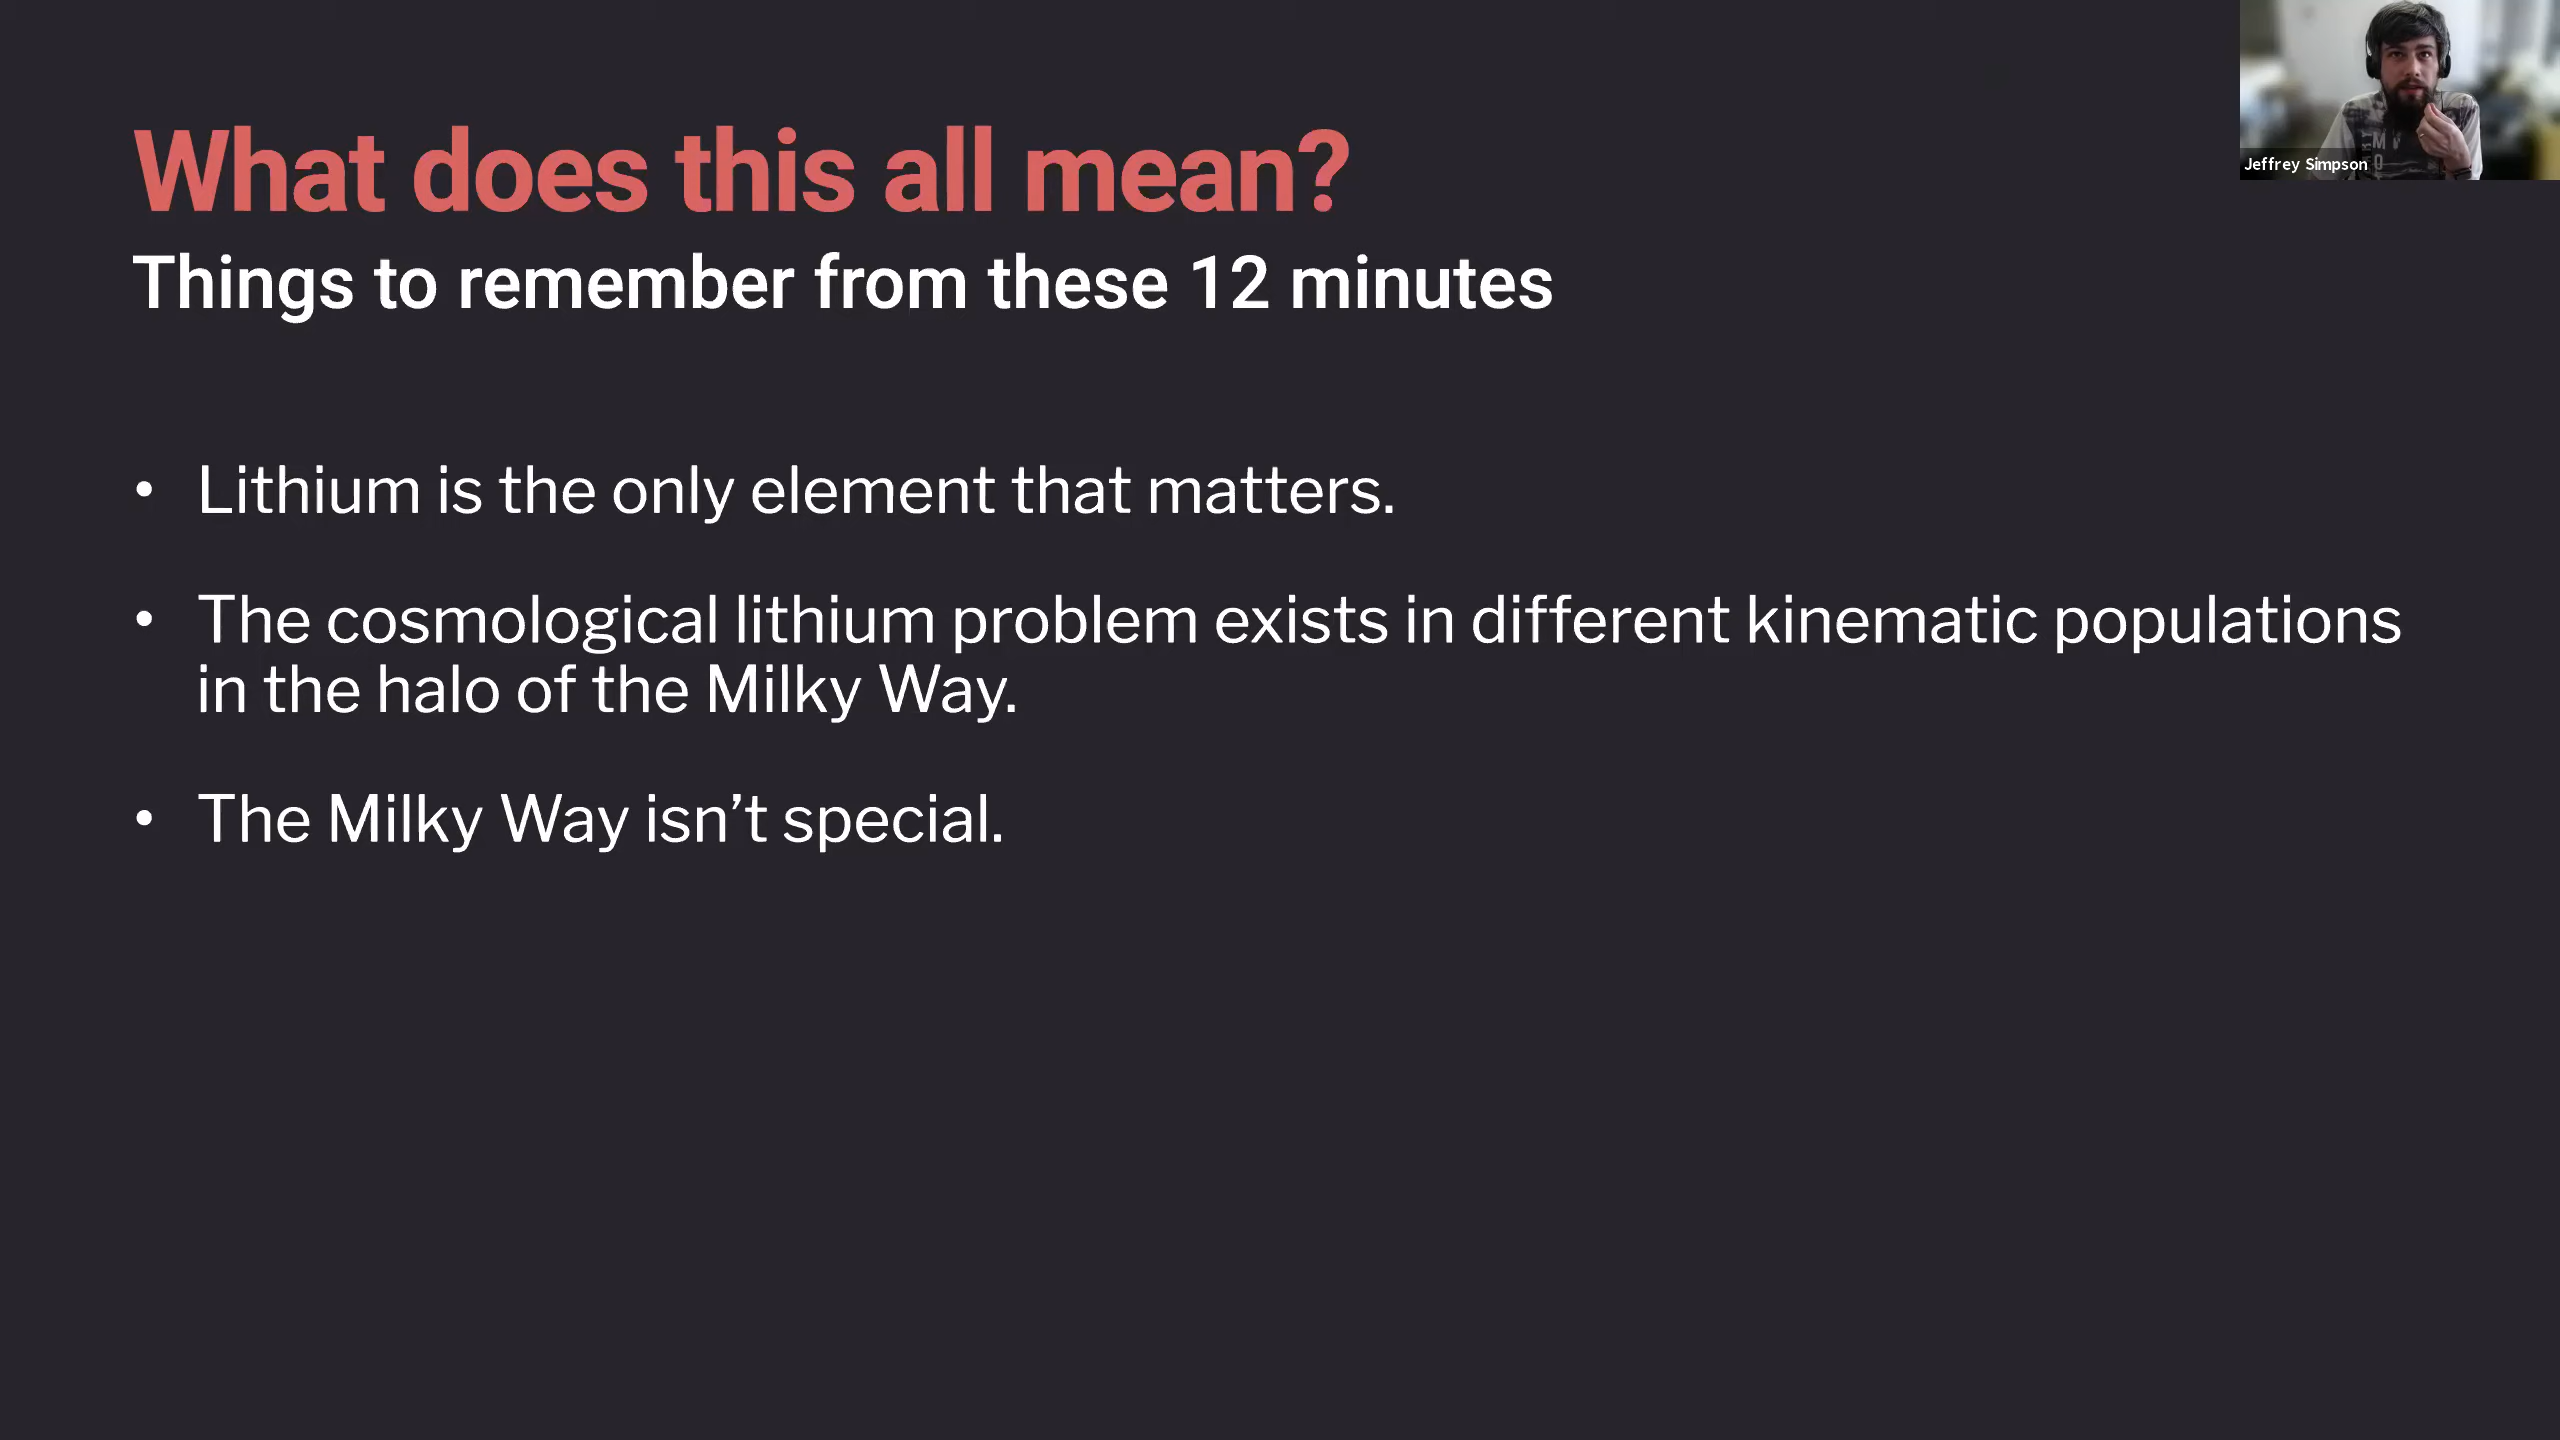 What does this all mean?
Things to remember from these 12 minutes
• Lithium is the only element that matters.
• The cosmological lithium problem exists in different kinematic populations
in the halo of the Milky Way.
• The Milky Way isn’t special.
Jeffrey Simpson